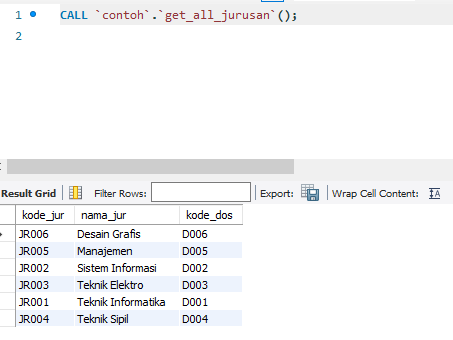 1 CALL `contoh`.`get_all_jurusan`();
2
Result Grid Filter Rows: Export: Wrap Cell Content: IA
kode_jur nama_jur kode_dos
JR006 Desain Grafis D006
JR005 Manajemen D005
JR002 Sistem Informasi D002
JR003 Teknik Elektro D003
JR001 Teknik Informatika D001
JR004 Teknik Sipil D004